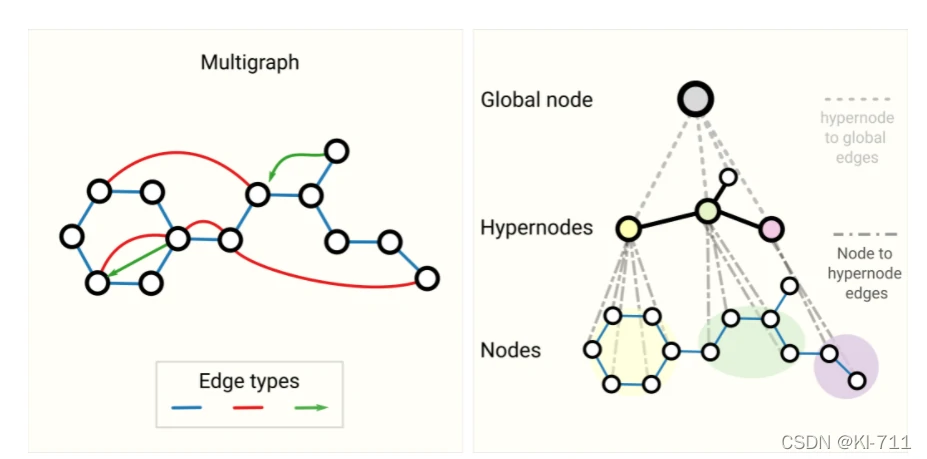 Multigraph
Edge types
Global node
hypernode
to global
edges
Hypernodes
Node to
hypernode
edges
Nodes
CSDN @KI-711